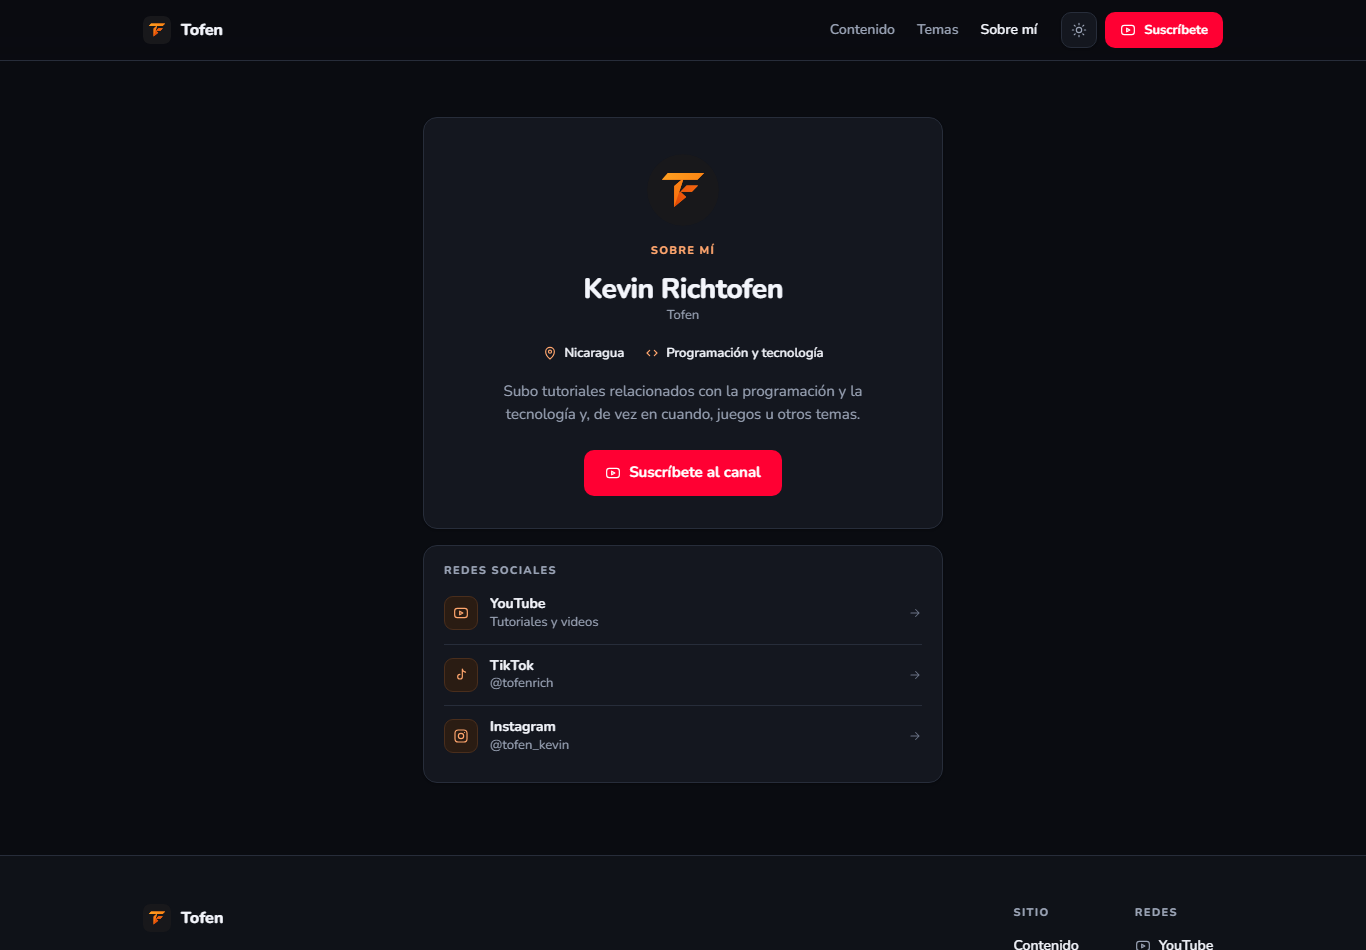 Tofen
Contenido
Temas
Sobre mí
Suscríbete
SOBRE MÍ
Kevin Richtofen
Tofen
Nicaragua
Programación y tecnología
Subo tutoriales relacionados con la programación y la
tecnología y, de vez en cuando, juegos u otros temas.
Suscríbete al canal
REDES SOCIALES
YouTube
Tutoriales y videos
TikTok
@tofenrich
Instagram
@tofen_kevin
Tofen
SITIO
Contenido
REDES
YouTube